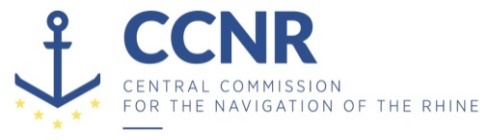 CCNR
CENTRAL COMMISSION
FOR THE NAVIGATION OF THE RHINE